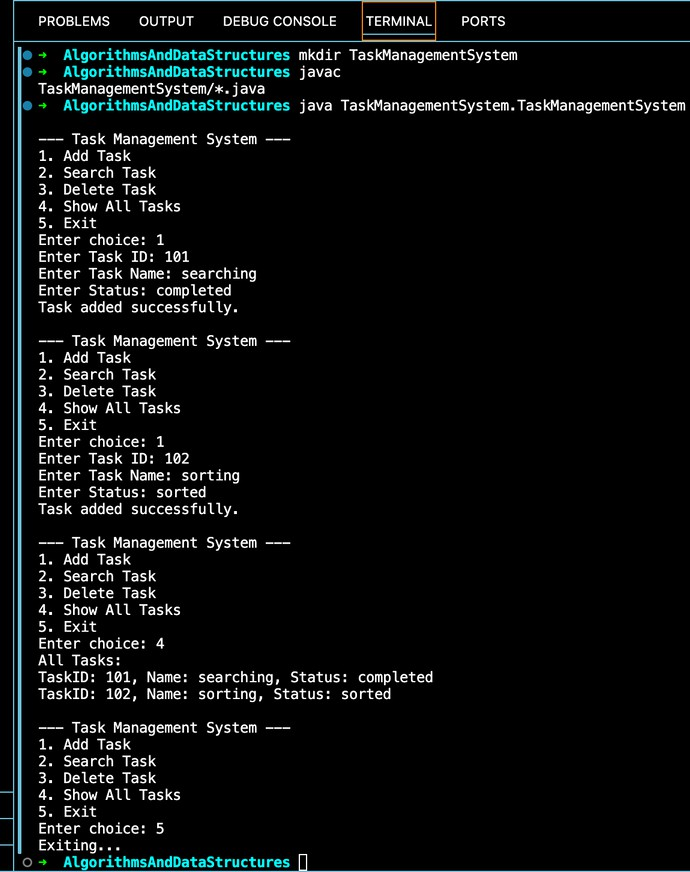 PROBLEMS OUTPUT DEBUG CONSOLE TERMINAL PORTS
➜ AlgorithmsAndDataStructures mkdir TaskManagementSystem
➜ AlgorithmsAndDataStructures javac
TaskManagementSystem/*.java
➜ AlgorithmsAndDataStructures java TaskManagementSystem.TaskManagementSystem
--- Task Management System ---
1. Add Task
2. Search Task
3. Delete Task
4. Show All Tasks
5. Exit
Enter choice: 1
Enter Task ID: 101
Enter Task Name: searching
Enter Status: completed
Task added successfully.
--- Task Management System ---
1. Add Task
2. Search Task
3. Delete Task
4. Show All Tasks
5. Exit
Enter choice: 1
Enter Task ID: 102
Enter Task Name: sorting
Enter Status: sorted
Task added successfully.
--- Task Management System ---
1. Add Task
2. Search Task
3. Delete Task
4. Show All Tasks
5. Exit
Enter choice: 4
All Tasks:
TaskID: 101, Name: searching, Status: completed
TaskID: 102, Name: sorting, Status: sorted
--- Task Management System ---
1. Add Task
2. Search Task
3. Delete Task
4. Show All Tasks
5. Exit
Enter choice: 5
Exiting...
➜ AlgorithmsAndDataStructures